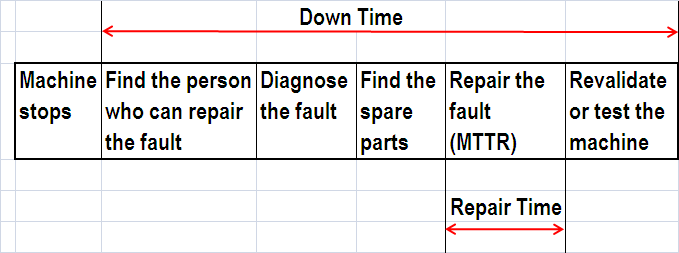 Down Time
Machine stops
Find the person who can repair the fault
Diagnose the fault
Find the spare parts
Repair the fault (MTTR)
Revalidate or test the machine
Repair Time